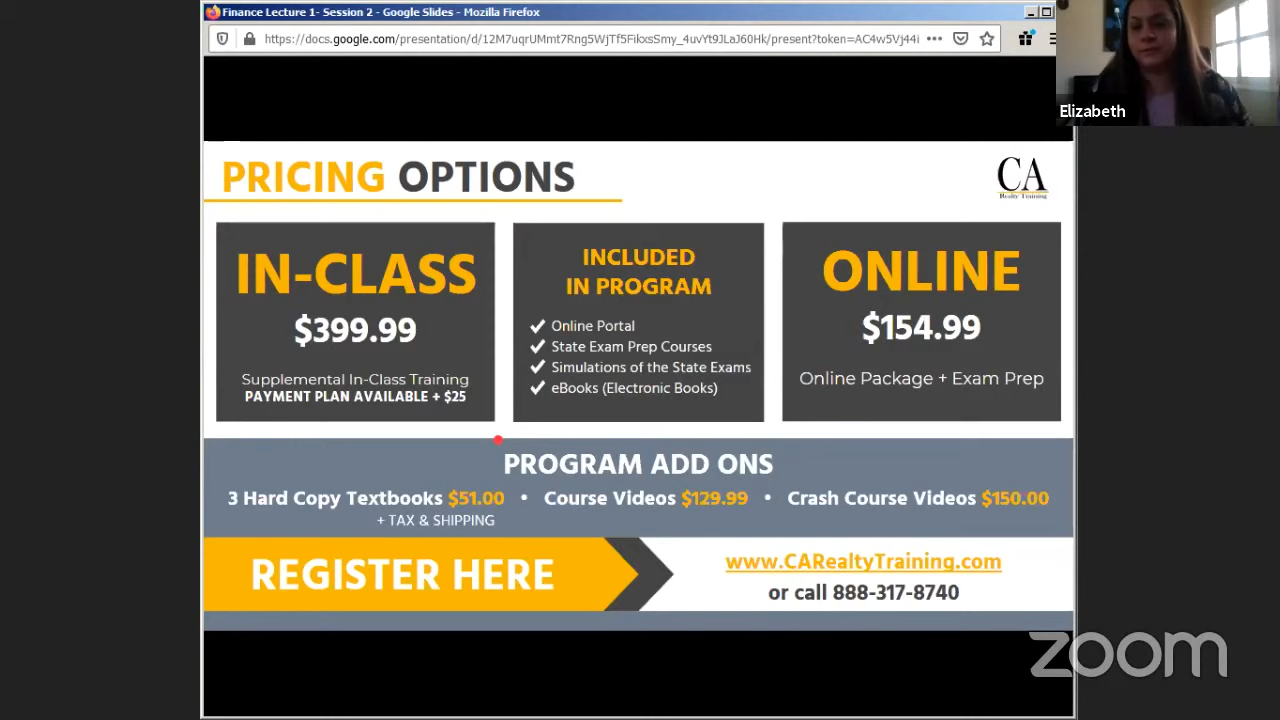 Finance Lecture 1- Session 2 - Google Slides - Mozilla Firefox
https://docs.google.com/presentation/d/12M7uqrUMmt7Rng5WjTf5FikxsSmy_4uvYt9JLaJ60Hk/present?token=AC4w5Vj44i
Elizabeth
PRICING OPTIONS
CA
Realty Training
IN-CLASS
$399.99
Supplemental In-Class Training
PAYMENT PLAN AVAILABLE + $25
INCLUDED
IN PROGRAM
Online Portal
State Exam Prep Courses
Simulations of the State Exams
eBooks (Electronic Books)
ONLINE
$154.99
Online Package + Exam Prep
PROGRAM ADD ONS
3 Hard Copy Textbooks $51.00 • Course Videos $129.99 • Crash Course Videos $150.00
+ TAX & SHIPPING
REGISTER HERE
www.CARealtyTraining.com
or call 888-317-8740
zoom